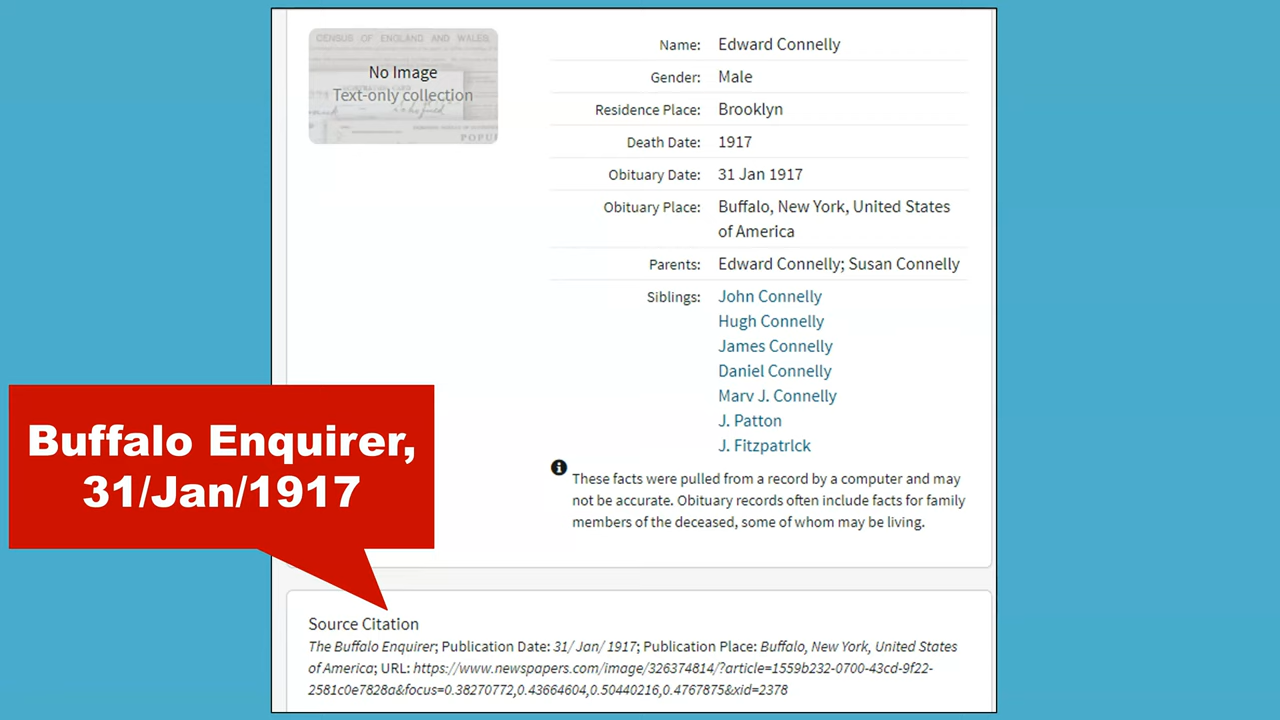 CENSUS OF ENGLAND AND WALES,
No Image
Text-only collection
POPU
Name: Edward Connelly
Gender: Male
Residence Place: Brooklyn
Death Date: 1917
Obituary Date: 31 Jan 1917
Obituary Place: Buffalo, New York, United States
of America
Parents: Edward Connelly; Susan Connelly
Siblings: John Connelly
Hugh Connelly
James Connelly
Daniel Connelly
Marv J. Connelly
J. Patton
J. Fitzpatrlck
These facts were pulled from a record by a computer and may
not be accurate. Obituary records often include facts for family
members of the deceased, some of whom may be living.
Buffalo Enquirer,
31/Jan/1917
Source Citation
The Buffalo Enquirer; Publication Date: 31/ Jan/ 1917; Publication Place: Buffalo, New York, United States
of America; URL: https://www.newspapers.com/image/326374814/?article=1559b232-0700-43cd-9f22-
2581c0e7828a&focus=0.38270772,0.43664604,0.50440216,0.4767875&xid=2378